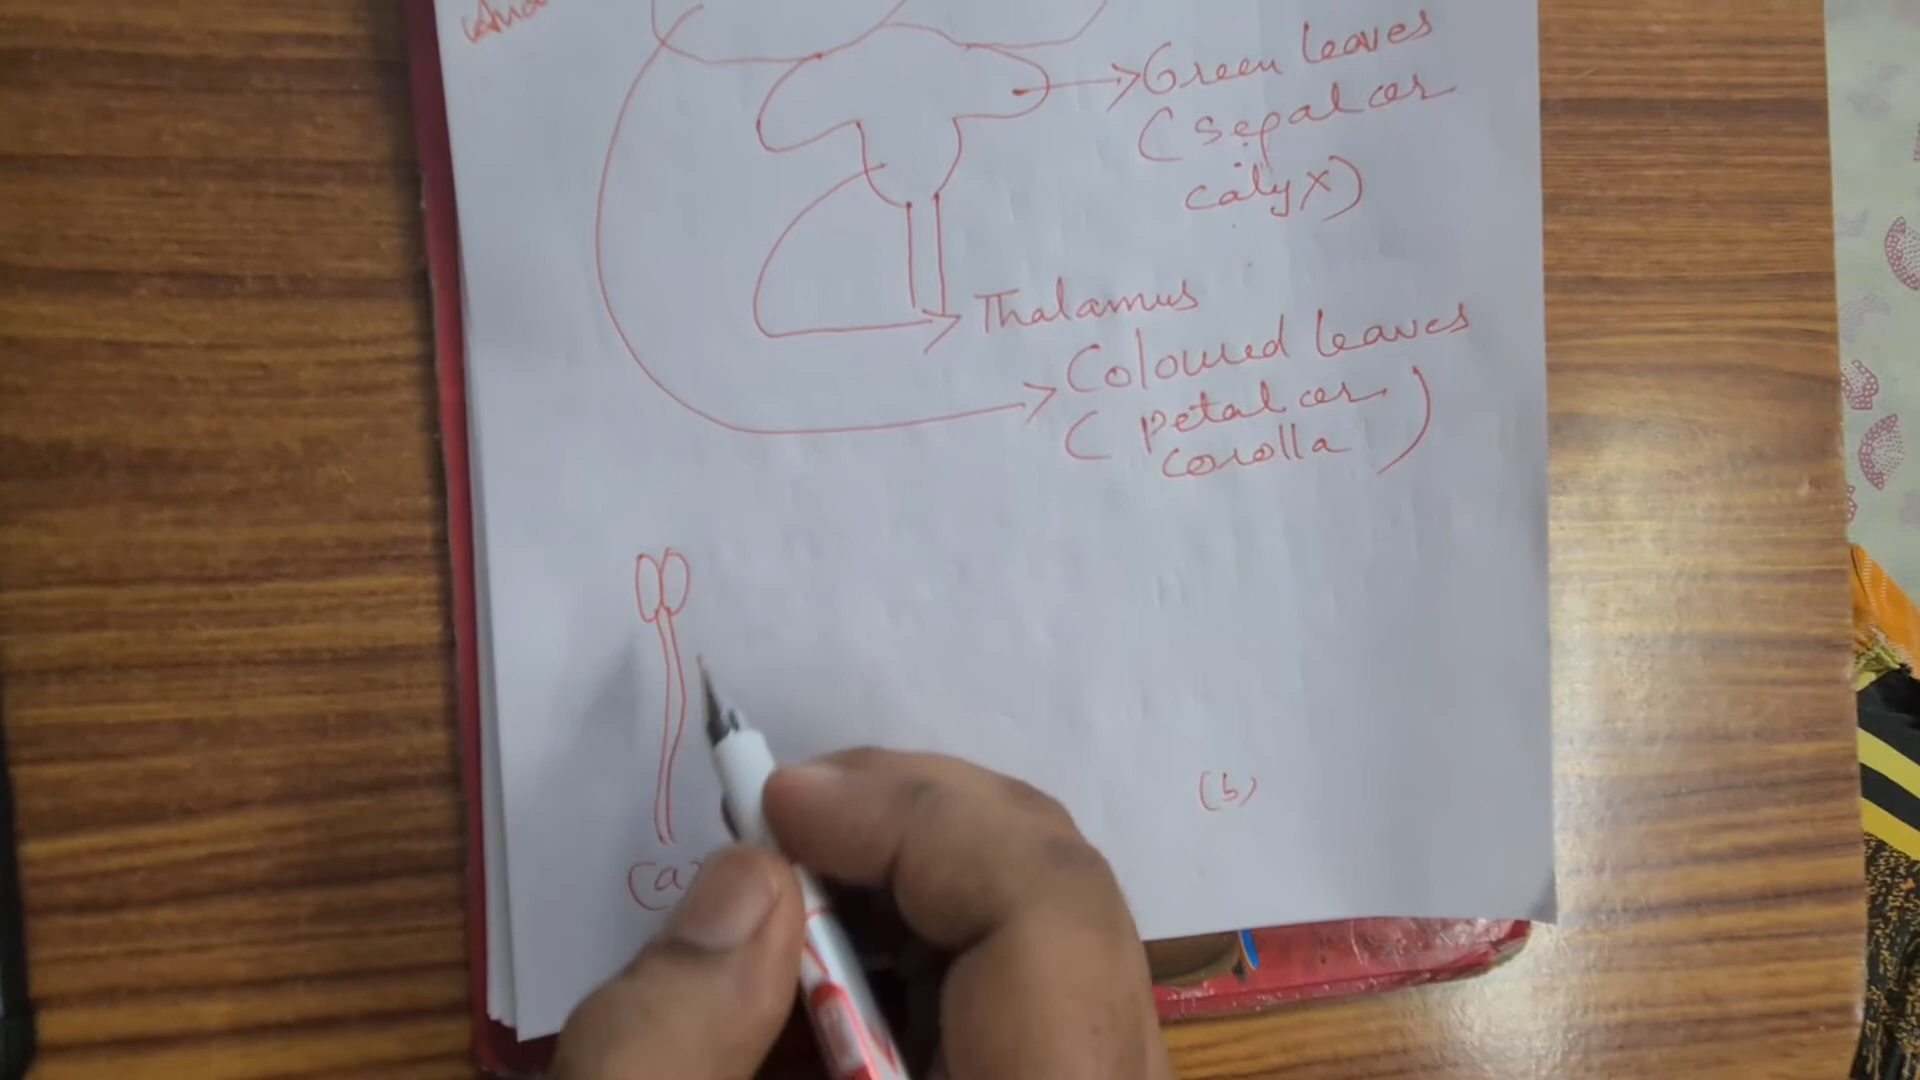 Green leaves
(sepal or
calyx)
Thalamus
Coloured leaves
(petal or
corolla)
(b)
(a)